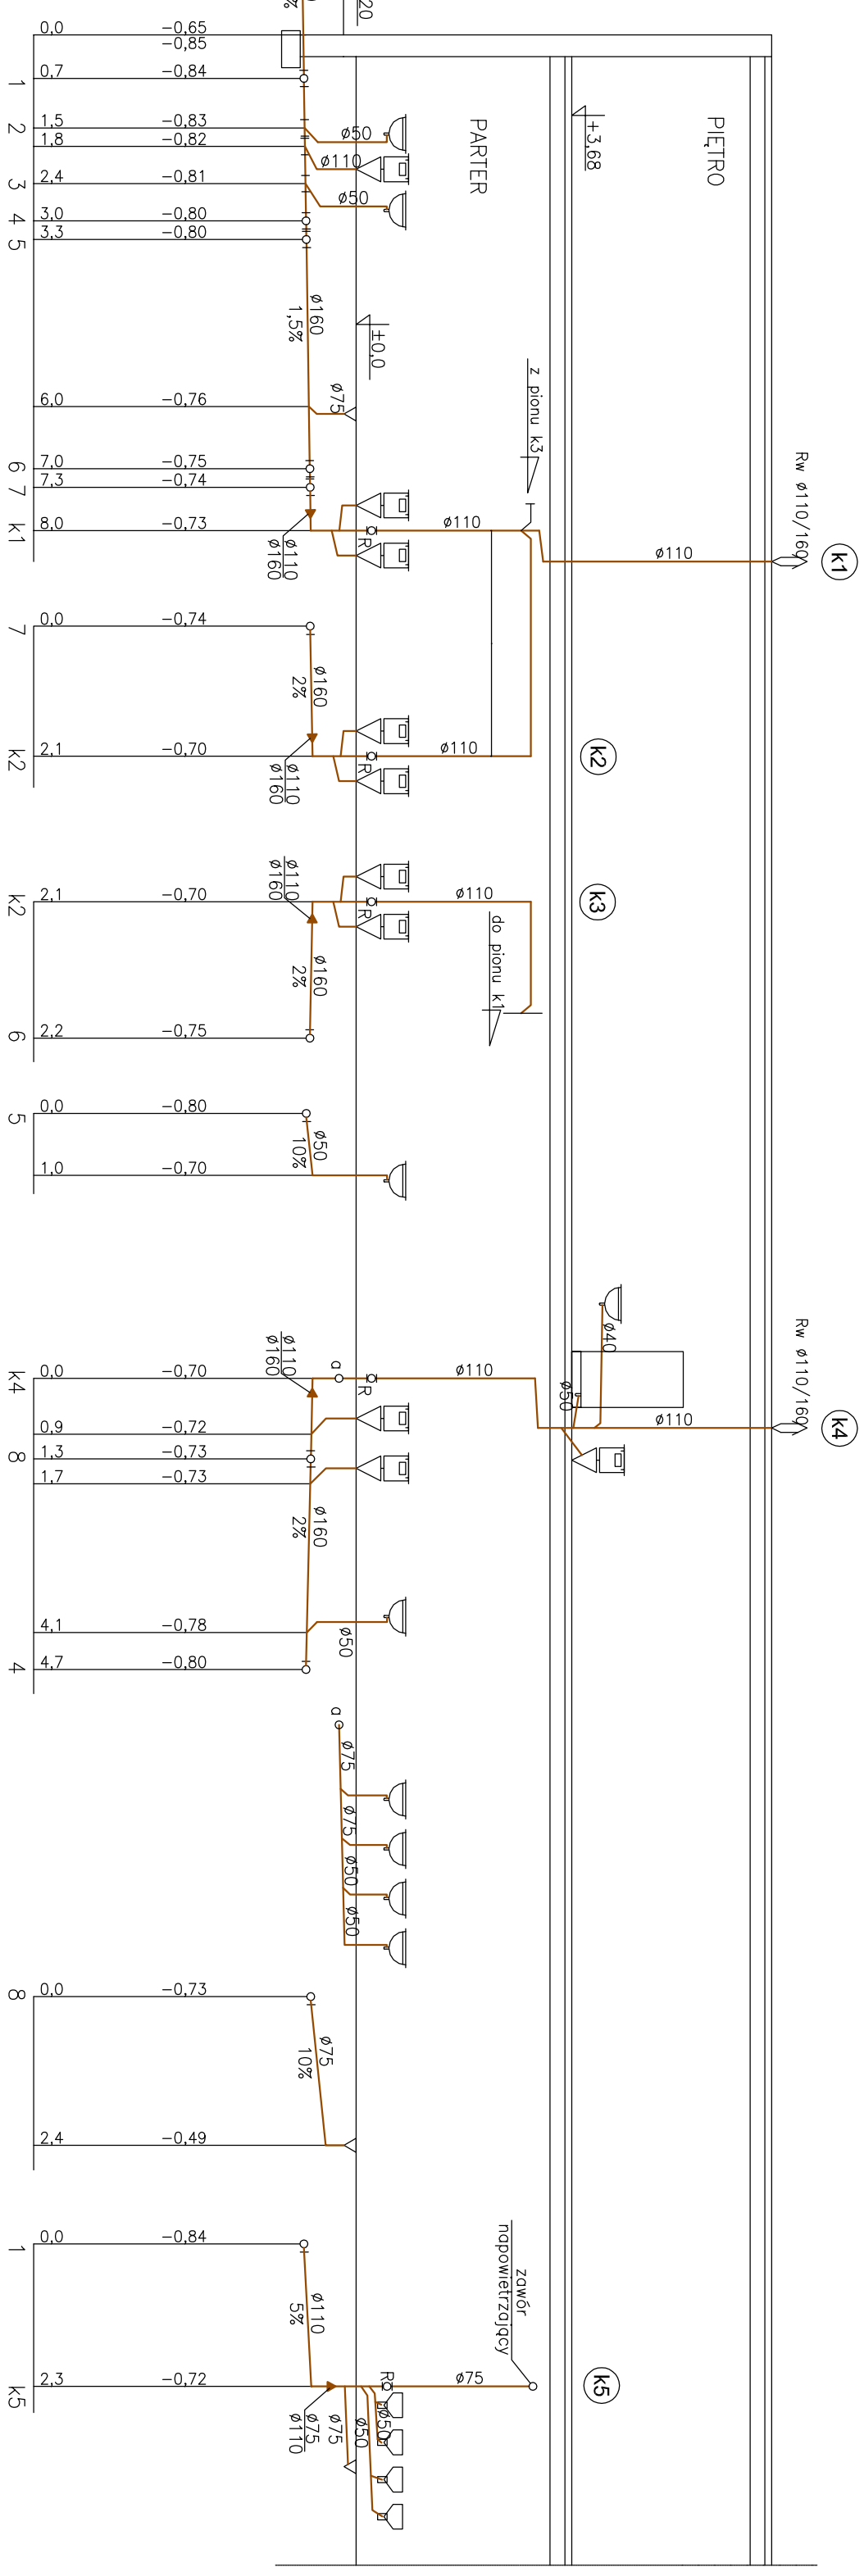 20
%
0,0 -0,65
-0,85
0,7 -0,84
1
1,5 -0,83
2
1,8 -0,82
2,4 -0,81
3
3,0 -0,80
4
3,3 -0,80
5
ø50
ø110
ø50
ø160
1,5%
6,0 -0,76
ø75
7,0 -0,75
6
7,3 -0,74
7
8,0 -0,73
k1
ø110
ø160
R
ø110
ø110
PARTER
PIĘTRO
+3,68
±0,0
z pionu k3
Rw ø110/160
k1
0,0 -0,74
7
ø160
2%
2,1 -0,70
k2
ø110
ø160
R
ø110
k2
2,1 -0,70
k2
ø110
ø160
R
ø110
k3
do pionu k1
ø160
2%
2,2 -0,75
6
0,0 -0,80
5
ø50
10%
1,0 -0,70
0,0 -0,70
k4
ø110
ø160
a
R
ø110
ø40
ø50
ø110
Rw ø110/160
k4
0,9 -0,72
1,3 -0,73
8
1,7 -0,73
ø160
2%
4,1 -0,78
ø50
4,7 -0,80
4
a
ø75
ø75
ø50
ø50
0,0 -0,73
8
ø75
10%
2,4 -0,49
0,0 -0,84
1
ø110
5%
2,3 -0,72
k5
ø75
ø110
ø75
ø50
ø50
R
ø75
zawór
napowietrzający
k5